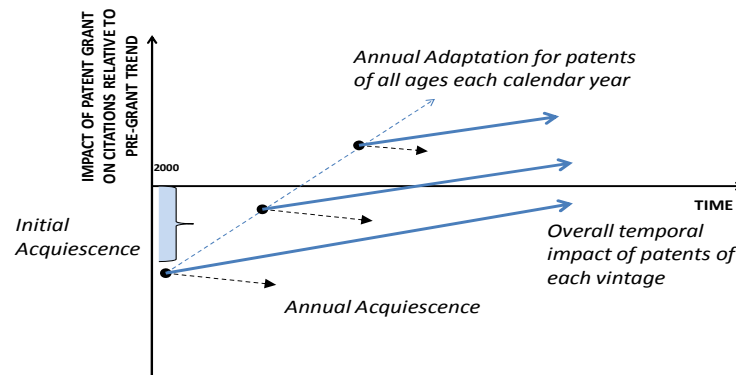 IMPACT OF PATENT GRANT
ON CITATIONS RELATIVE TO
PRE-GRANT TREND
Annual Adaptation for patents
of all ages each calendar year
2000
TIME
Initial
Acquiescence
Overall temporal
impact of patents of
each vintage
Annual Acquiescence